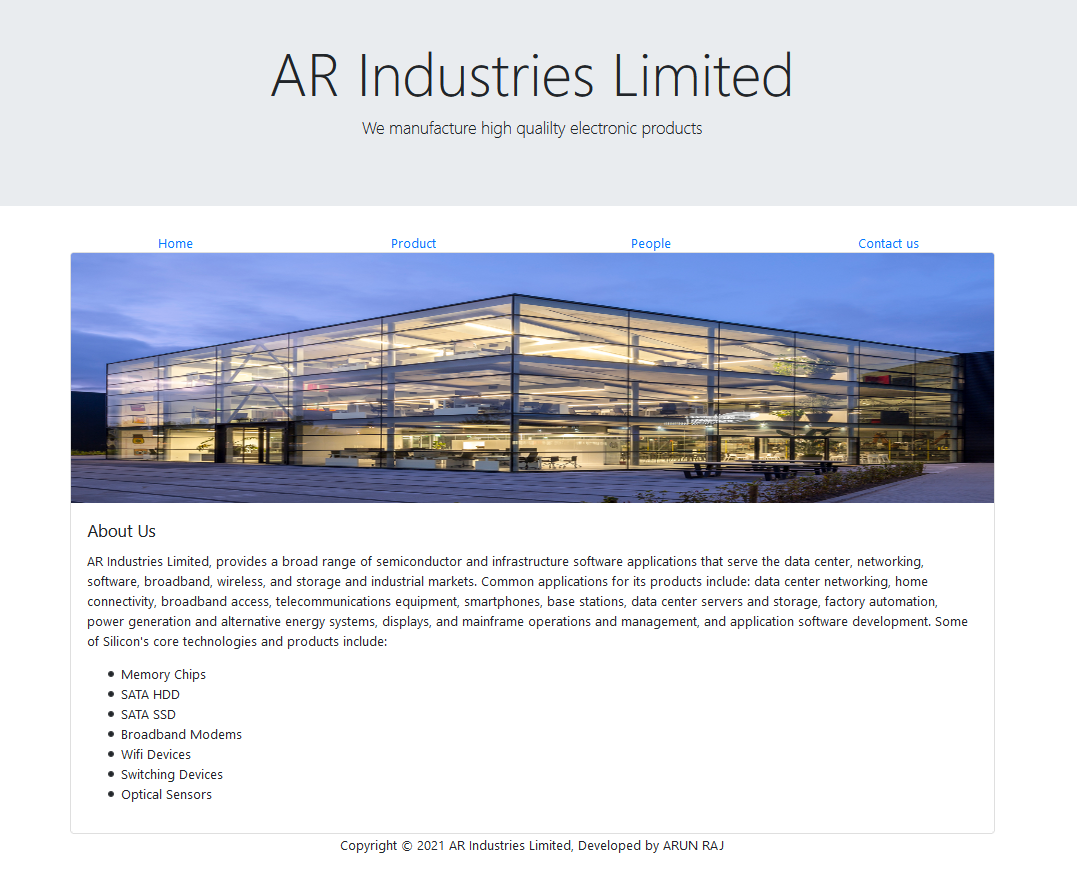 AR Industries Limited
We manufacture high qualilty electronic products
Home Product People Contact us
About Us
AR Industries Limited, provides a broad range of semiconductor and infrastructure software applications that serve the data center, networking,
software, broadband, wireless, and storage and industrial markets. Common applications for its products include: data center networking, home
connectivity, broadband access, telecommunications equipment, smartphones, base stations, data center servers and storage, factory automation,
power generation and alternative energy systems, displays, and mainframe operations and management, and application software development. Some
of Silicon's core technologies and products include:
Memory Chips
SATA HDD
SATA SSD
Broadband Modems
Wifi Devices
Switching Devices
Optical Sensors
Copyright © 2021 AR Industries Limited, Developed by ARUN RAJ